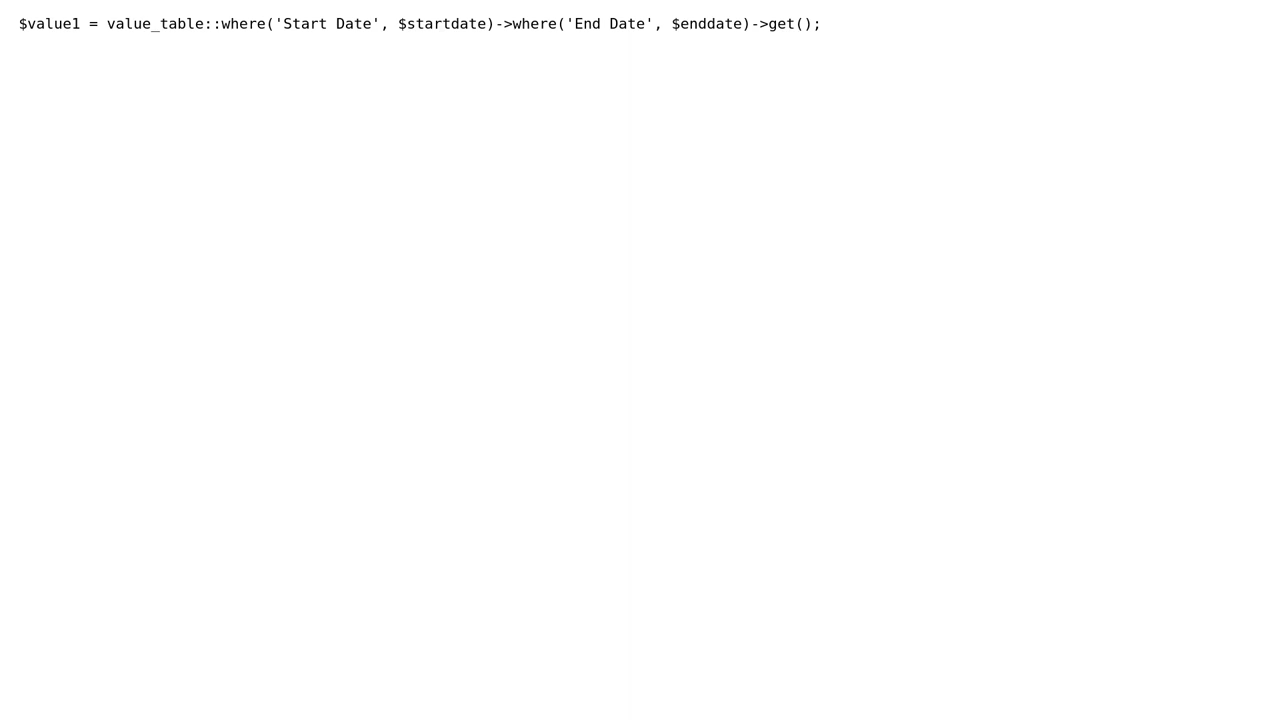 $value1 = value_table::where('Start Date', $startdate)->where('End Date', $enddate)->get();